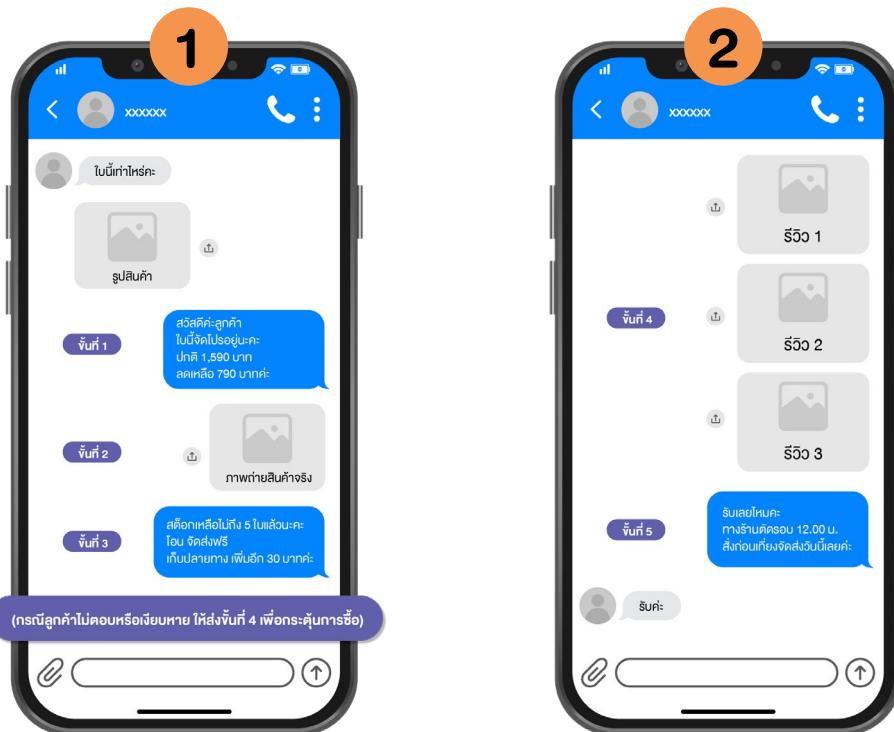 1
xxxxxx
ใบนี้เท่าไหร่คะ
รูปสินค้า
ขั้นที่ 1
สวัสดีค่ะลูกค้า
ใบนี้จัดโปรอยู่นะคะ
ปกติ 1,590 บาท
ลดเหลือ 790 บาทค่ะ
ขั้นที่ 2
ภาพถ่ายสินค้าจริง
ขั้นที่ 3
สต็อกเหลือไม่ถึง 5 ใบแล้วนะคะ
โอน จัดส่งฟรี
เก็บปลายทาง เพิ่มอีก 30 บาทค่ะ
(กรณีลูกค้าไม่ตอบหรือเงียบหาย ให้ส่งขั้นที่ 4 เพื่อกระตุ้นการซื้อ)
2
xxxxxx
รีวิว 1
ขั้นที่ 4
รีวิว 2
รีวิว 3
ขั้นที่ 5
รับเลยไหมคะ
ทางร้านตัดรอบ 12.00 น.
สั่งก่อนเที่ยงจัดส่งวันนี้เลยค่ะ
รับค่ะ